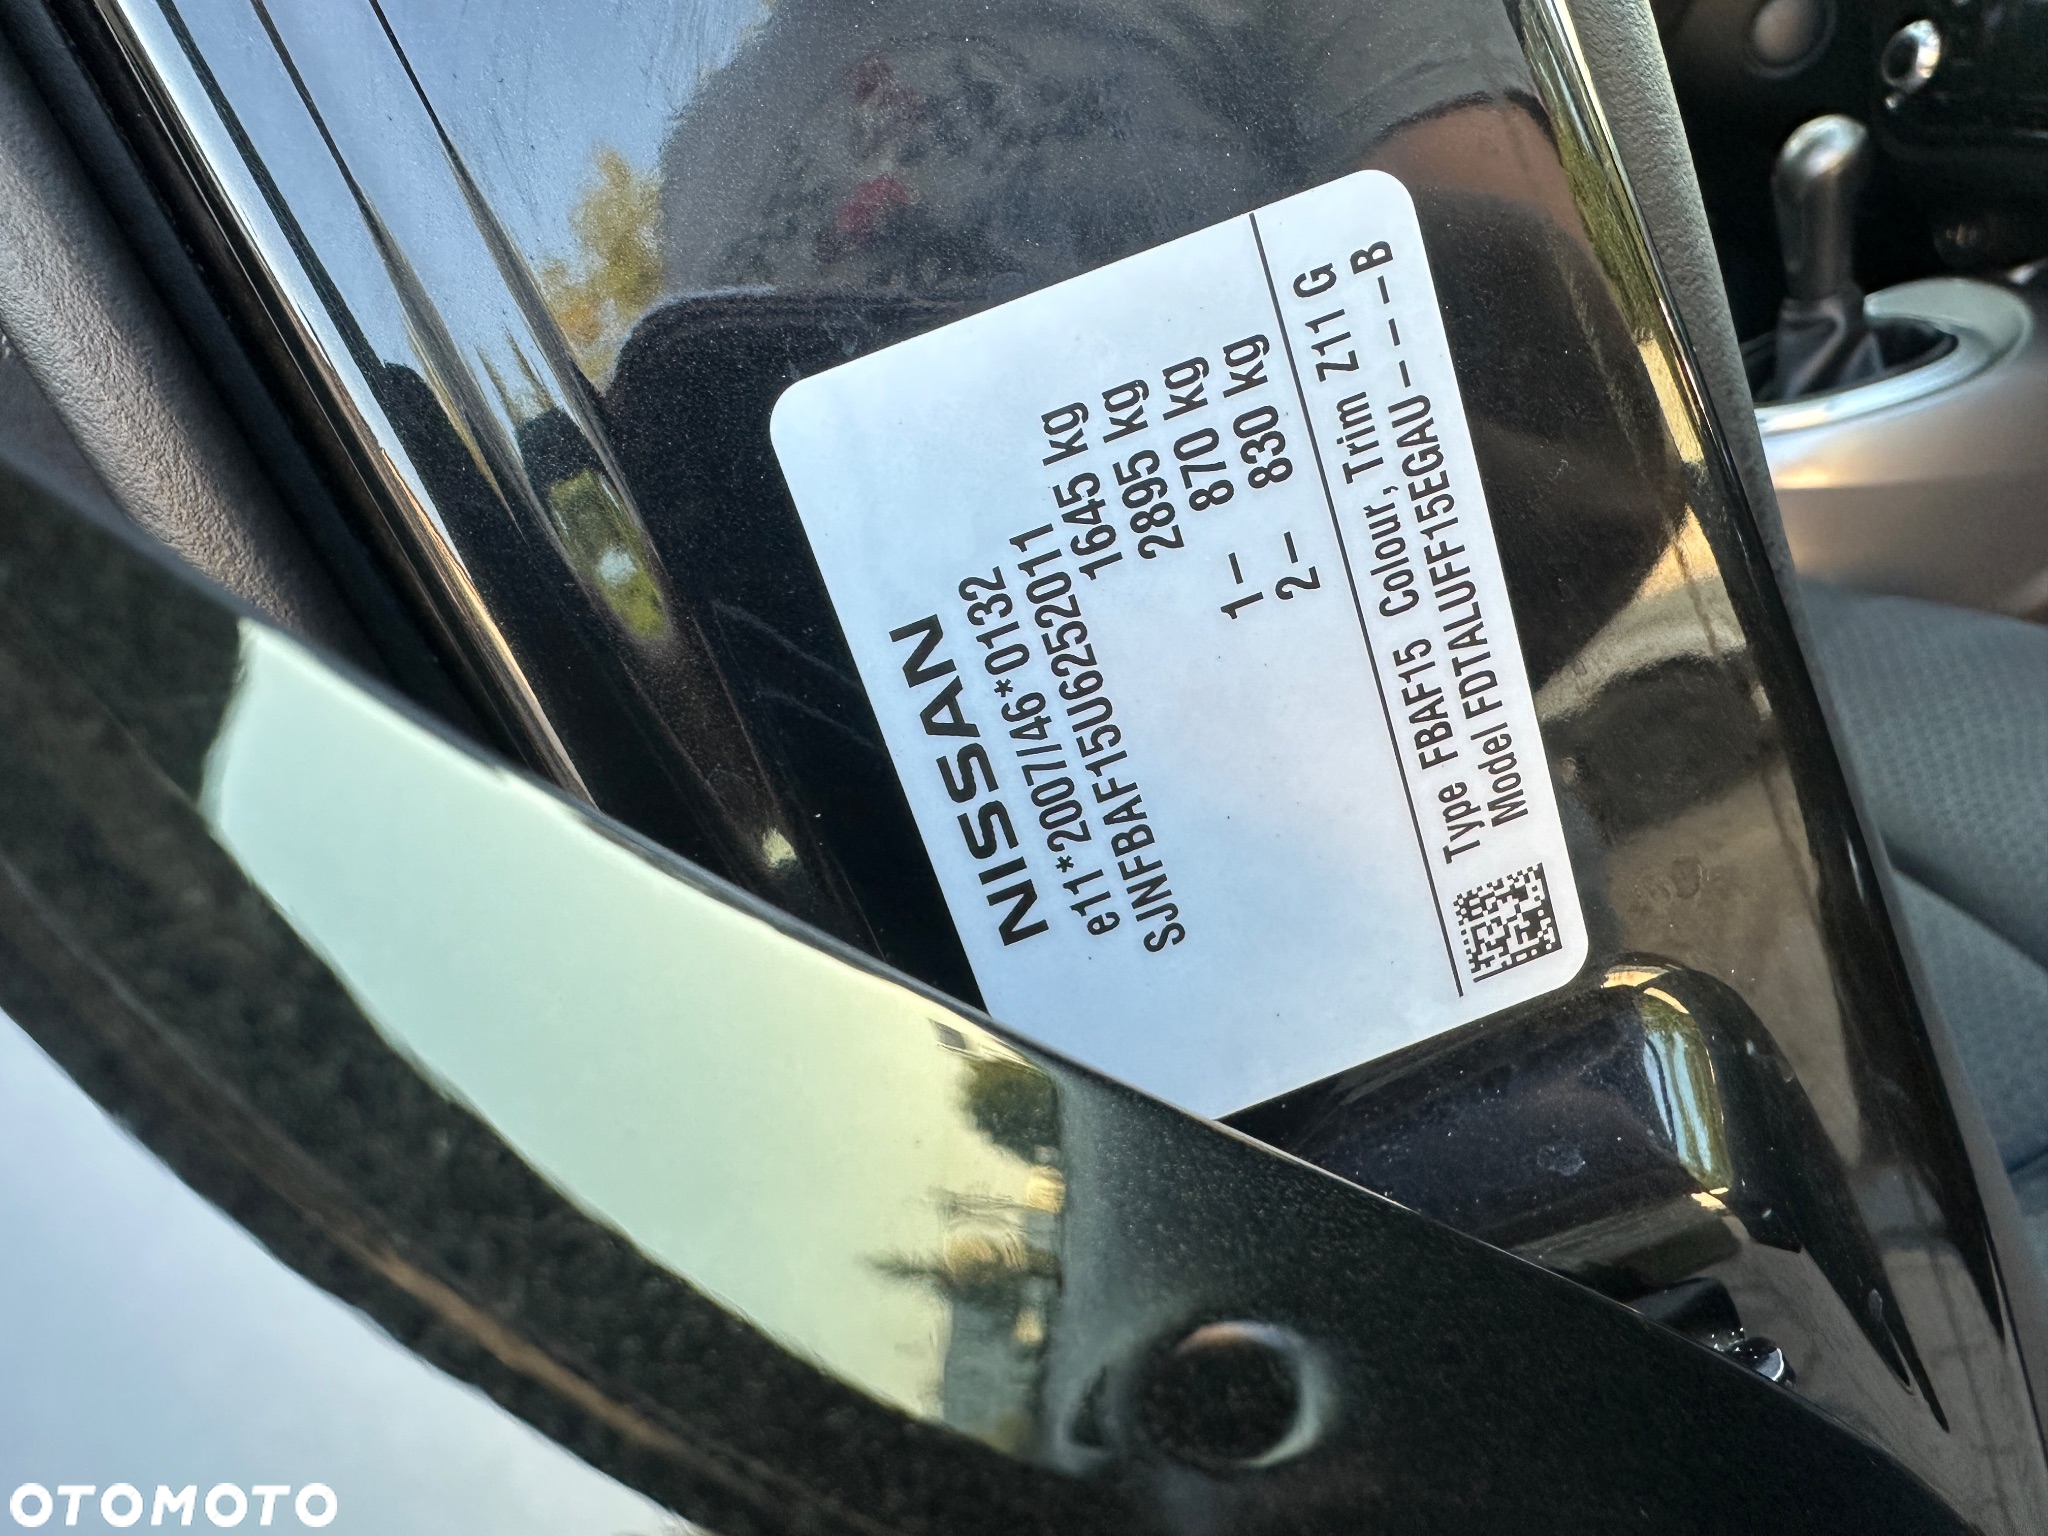 NISSAN
e11*2007/46*0132
SJNFBAF15U6252011
1645 kg
2895 kg
1– 870 kg
2– 830 kg
Type FBAF15 Colour, Trim Z11 G
Model FDTALUFF15EGAU – – – B
OTOMOTO